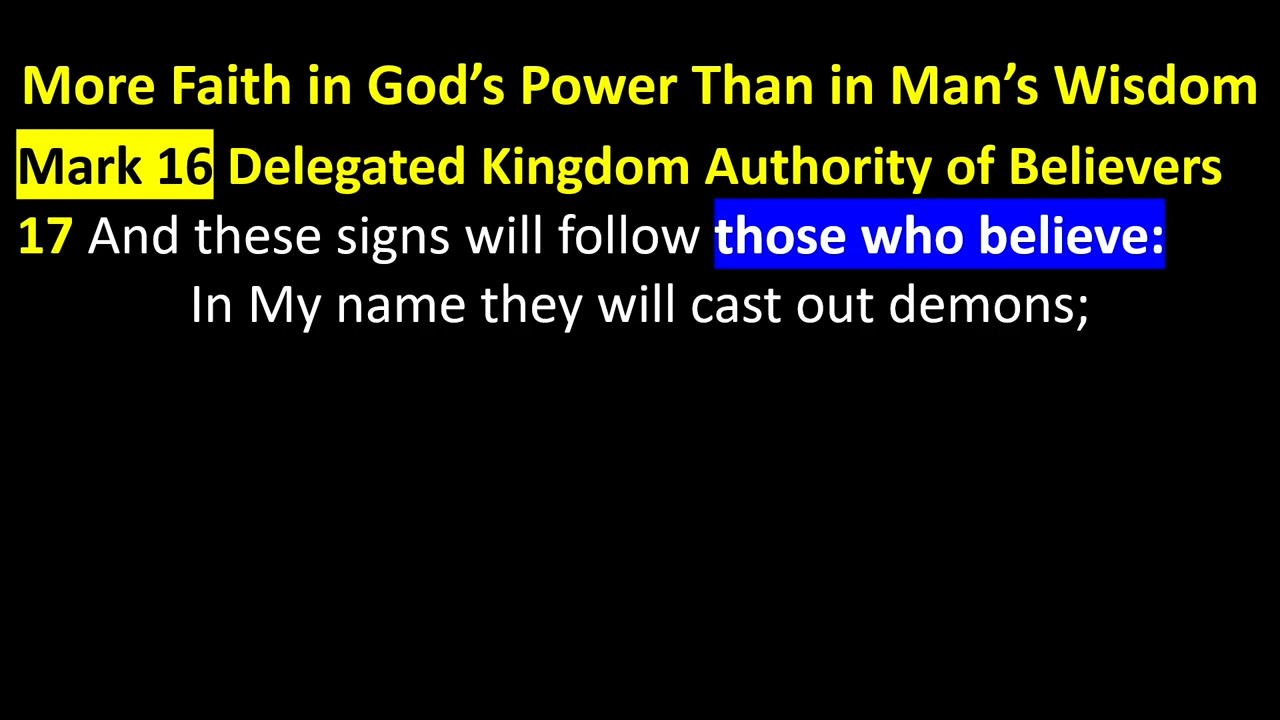 More Faith in God’s Power Than in Man’s Wisdom
Mark 16 Delegated Kingdom Authority of Believers
17 And these signs will follow those who believe:
In My name they will cast out demons;